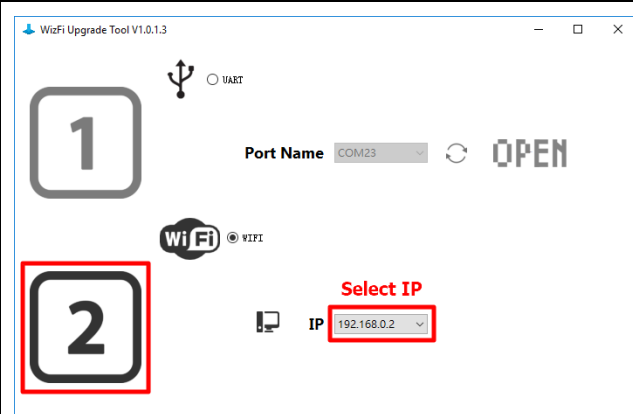 WizFi Upgrade Tool V1.0.1.3
UART
1
Port Name COM23 OPEN
WiFi WIFI
Select IP
2
IP 192.168.0.2